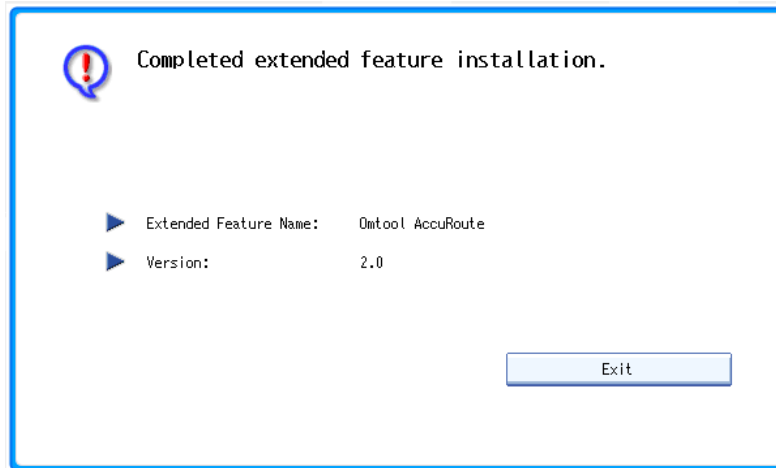 Completed extended feature installation.
Extended Feature Name: Omtool AccuRoute
Version: 2.0
Exit